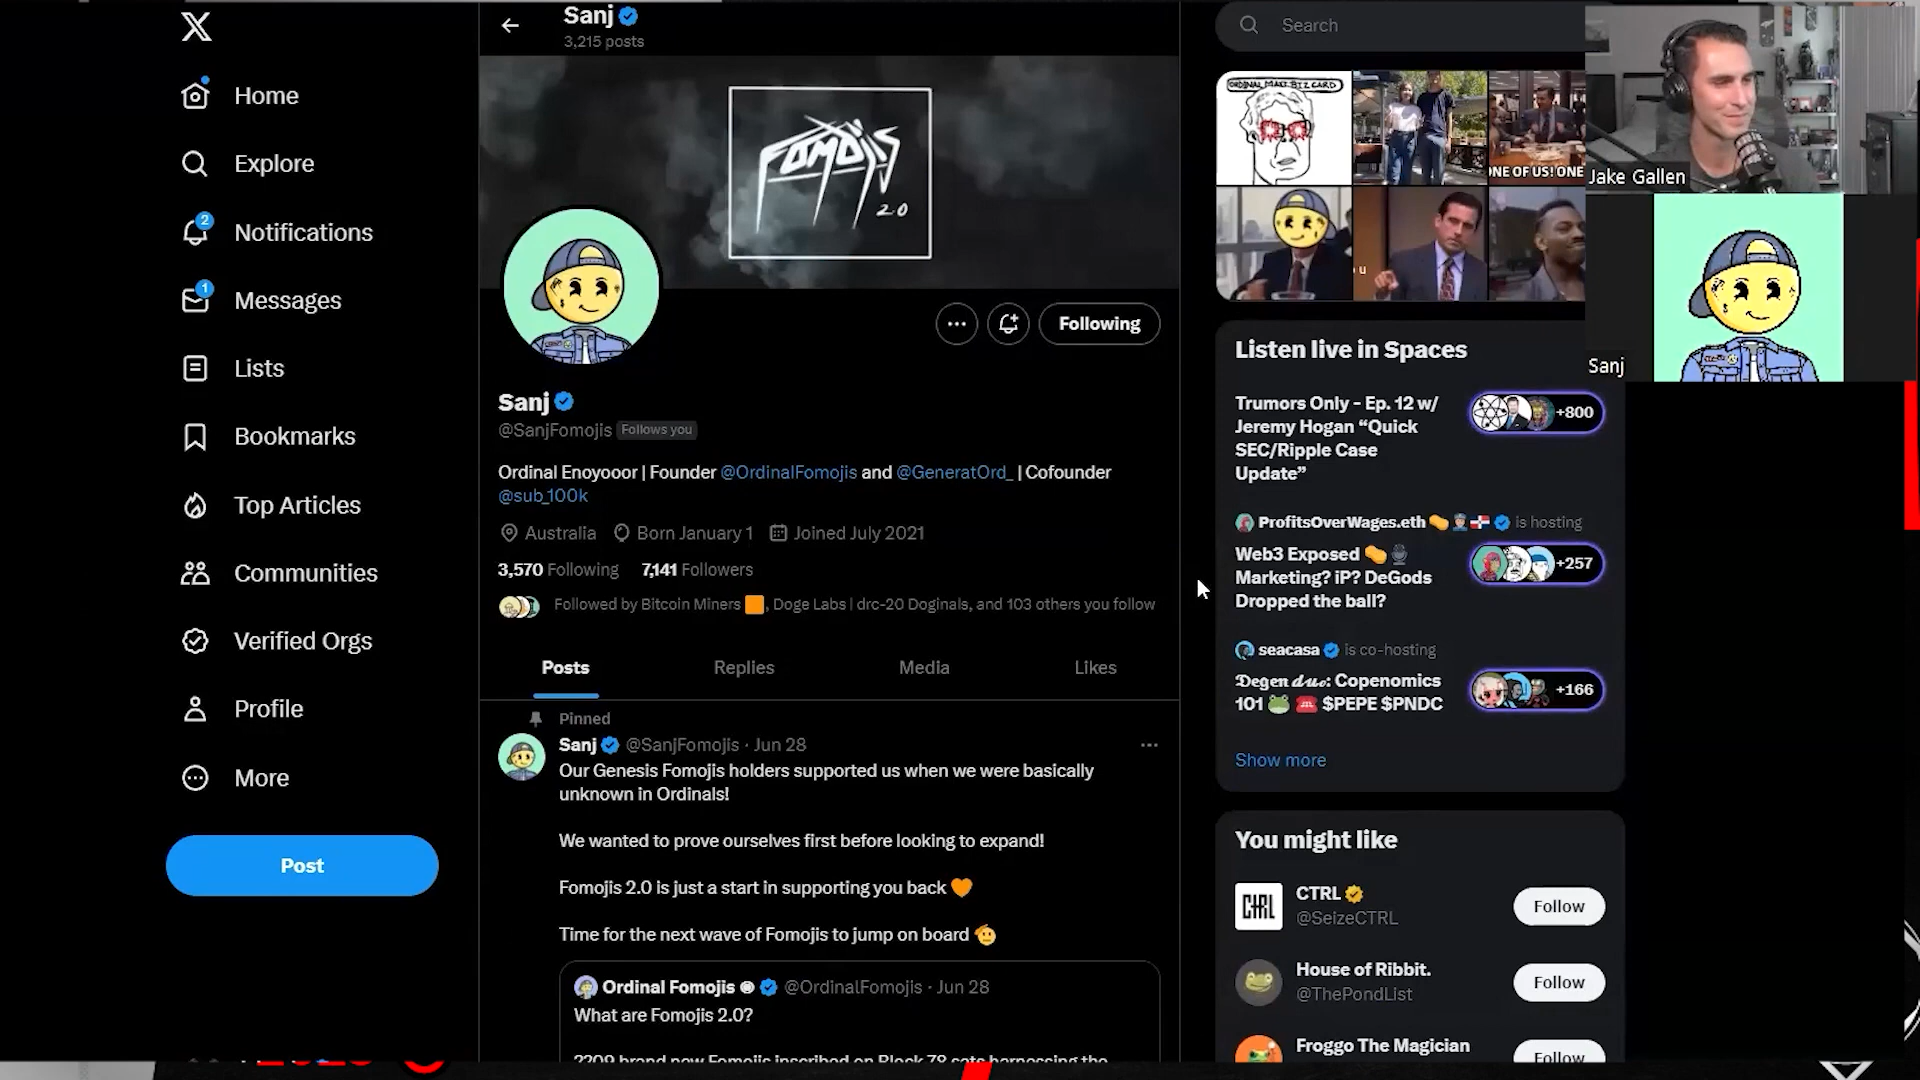 Home
Explore
2
Notifications
1
Messages
Lists
Bookmarks
Top Articles
Communities
Verified Orgs
Profile
More
Post
Sanj
3,215 posts
FOMOJIS
2.0
Following
Sanj
@SanjFomojis Follows you
Ordinal Enoyooor | Founder @OrdinalFomojis and @GeneratOrd_ | Cofounder
@sub_100k
Australia Born January 1 Joined July 2021
3,570 Following 7,141 Followers
Followed by Bitcoin Miners 🟧, Doge Labs | drc-20 Doginals, and 103 others you follow
Posts Replies Media Likes
Pinned
Sanj @SanjFomojis · Jun 28
Our Genesis Fomojis holders supported us when we were basically
unknown in Ordinals!
We wanted to prove ourselves first before looking to expand!
Fomojis 2.0 is just a start in supporting you back 🧡
Time for the next wave of Fomojis to jump on board 🫡
Ordinal Fomojis @OrdinalFomojis · Jun 28
What are Fomojis 2.0?
2209 brand new Fomojis inscribed on Block 78 sats harnessing the
Search
ORDINAL MAXI BIZ CARD
NE OF US! ONE
u
Jake Gallen
Sanj
Listen live in Spaces
Trumors Only - Ep. 12 w/
Jeremy Hogan “Quick
SEC/Ripple Case
Update”
+800
ProfitsOverWages.eth is hosting
Web3 Exposed
Marketing? iP? DeGods
Dropped the ball?
+257
seacasa is co-hosting
Degen duo: Copenomics
101 🐸 ☎️ $PEPE $PNDC
+166
Show more
You might like
CTRL
CTRL
@SeizeCTRL
Follow
House of Ribbit.
@ThePondList
Follow
Froggo The Magician
Follow